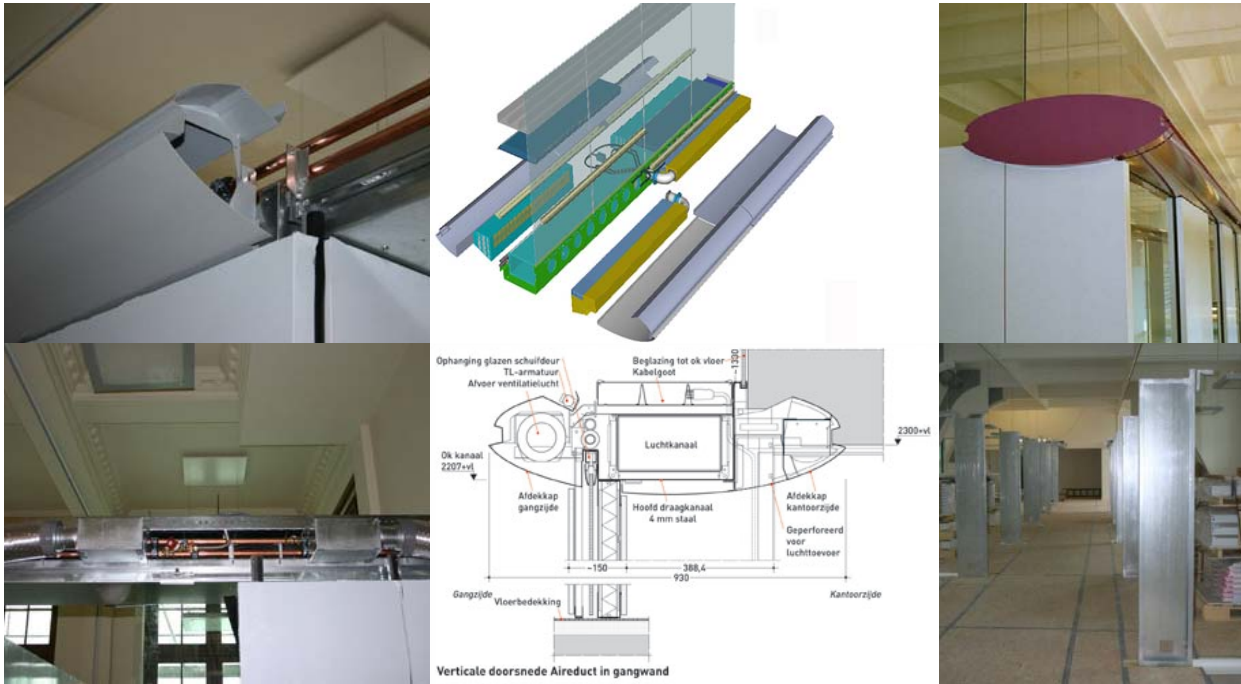 Ophanging glazen schuifdeur
TL-armatuur
Afvoer ventilatielucht
Beglazing tot ok vloer
Kabelgoot
~1300
Luchtkanaal
2300+vl
Ok kanaal
2207+vl
Afdekkap
gangzijde
Hoofd draagkanaal
4 mm staal
Afdekkap
kantoorzijde
Geperforeerd
voor
luchttoevoer
~150
388,4
930
Gangzijde
Kantoorzijde
Vloerbedekking
Verticale doorsnede Aireduct in gangwand